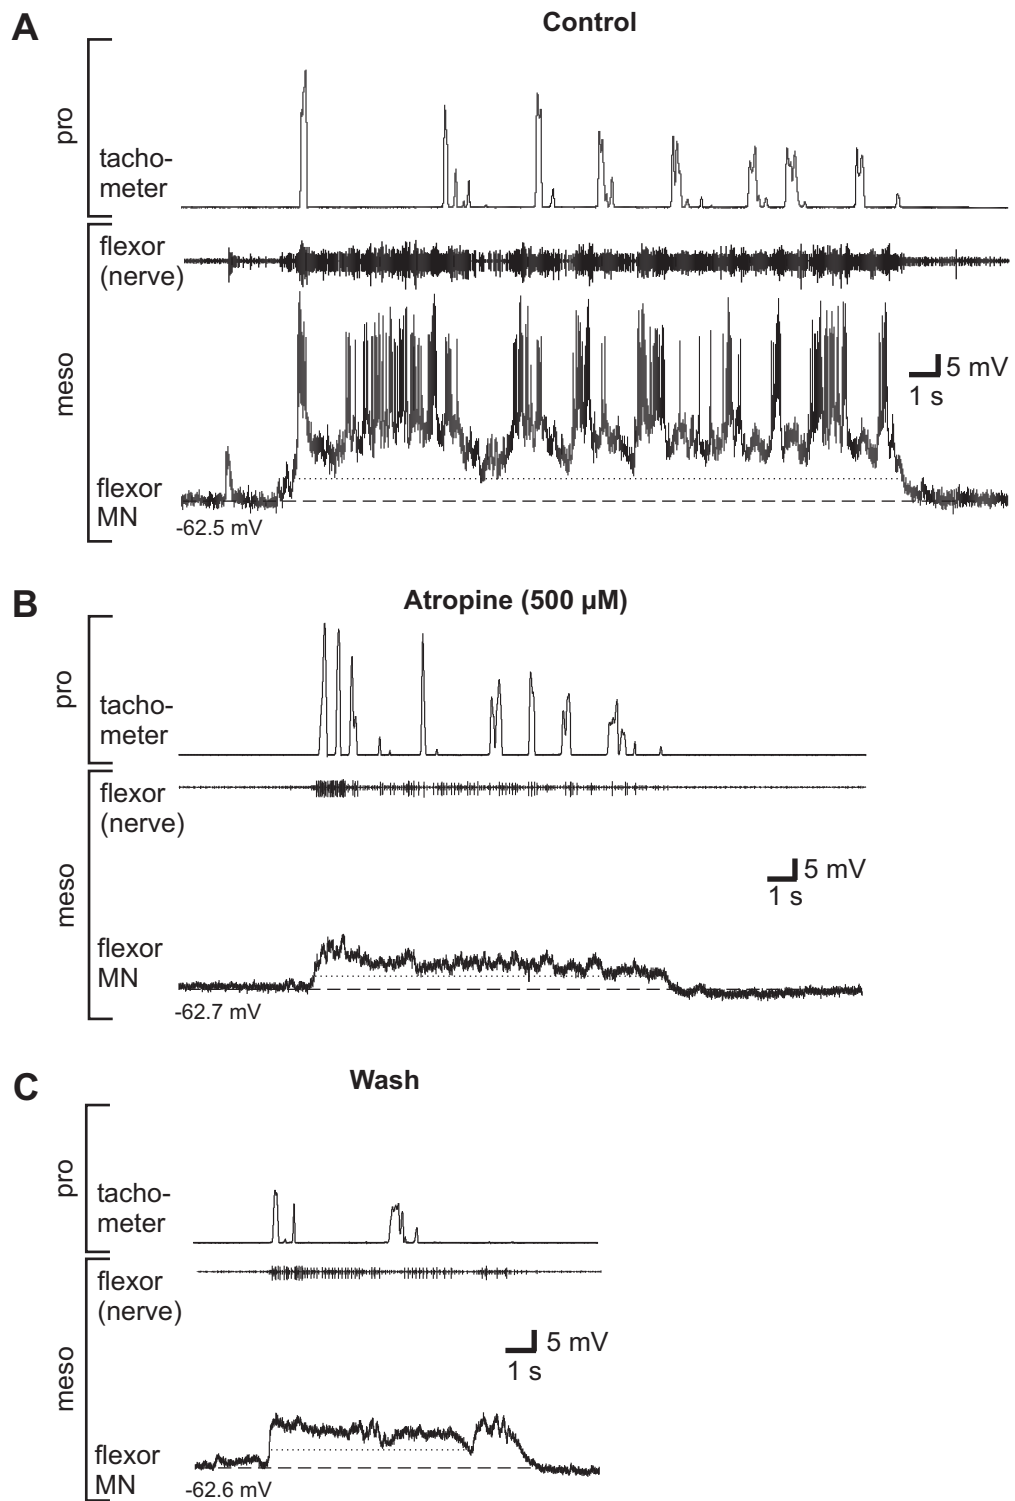 A
Control
pro
tacho-
meter
flexor
(nerve)
meso
5 mV
1 s
flexor
MN
-62.5 mV
B
Atropine (500 µM)
pro
tacho-
meter
flexor
(nerve)
meso
5 mV
1 s
flexor
MN
-62.7 mV
C
Wash
pro
tacho-
meter
flexor
(nerve)
meso
5 mV
1 s
flexor
MN
-62.6 mV